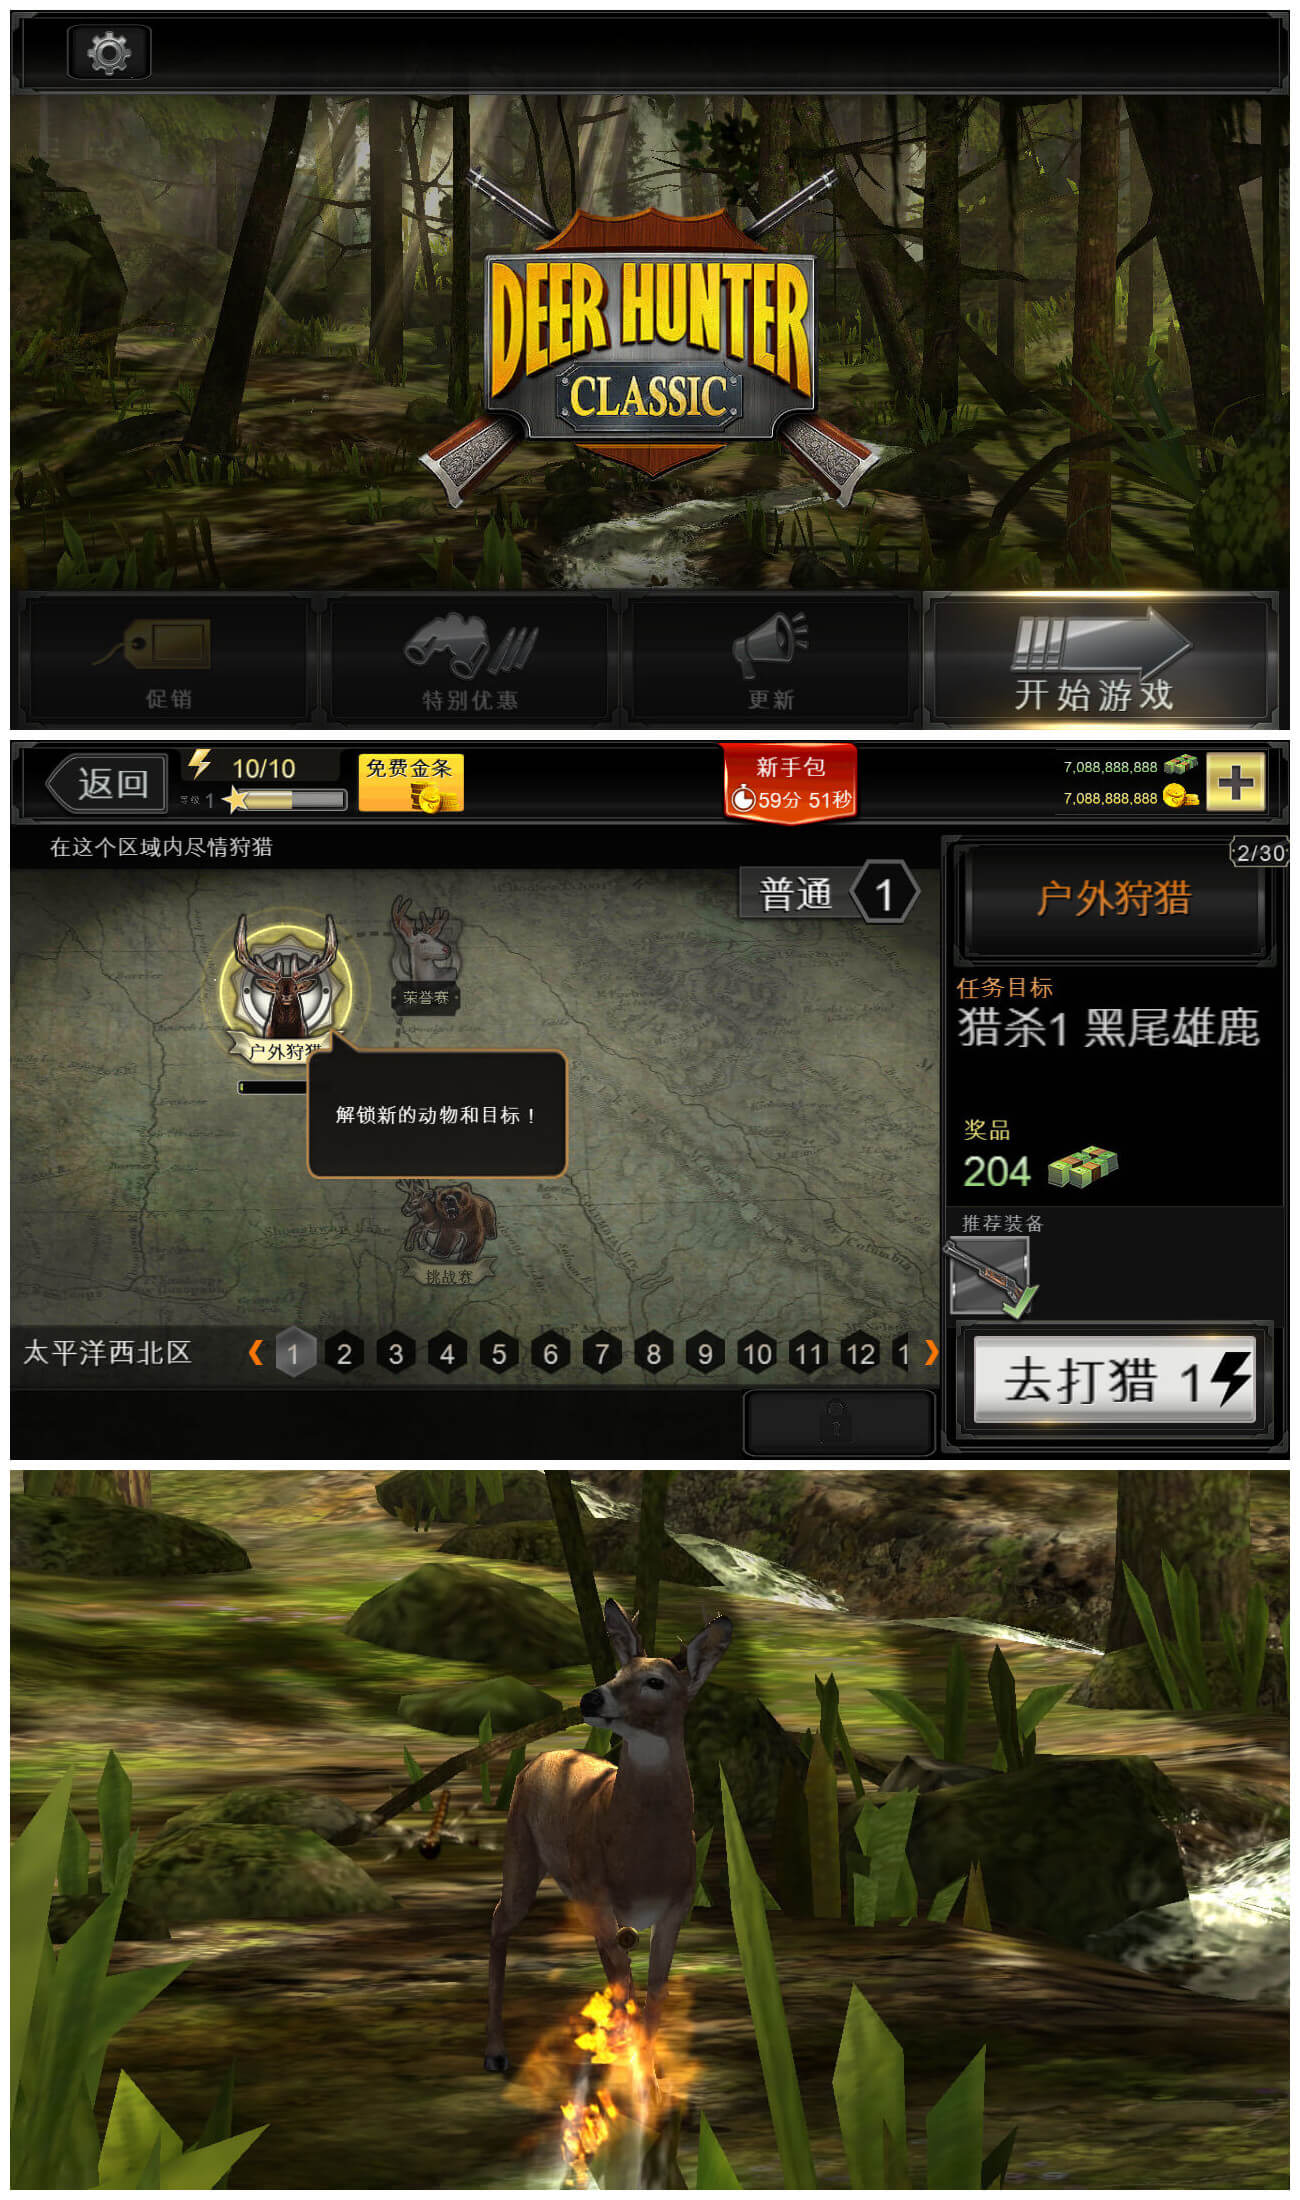 DEER HUNTER
CLASSIC
促销
特别优惠
更新
开始游戏
返回
10/10
等级 1
免费金条
新手包
59分 51秒
7,088,888,888
7,088,888,888
在这个区域内尽情狩猎
普通 1
荣誉赛
户外狩猎
解锁新的动物和目标！
挑战赛
太平洋西北区
1 2 3 4 5 6 7 8 9 10 11 12 1
2/30
户外狩猎
任务目标
猎杀1 黑尾雄鹿
奖品
204
推荐装备
去打猎 1